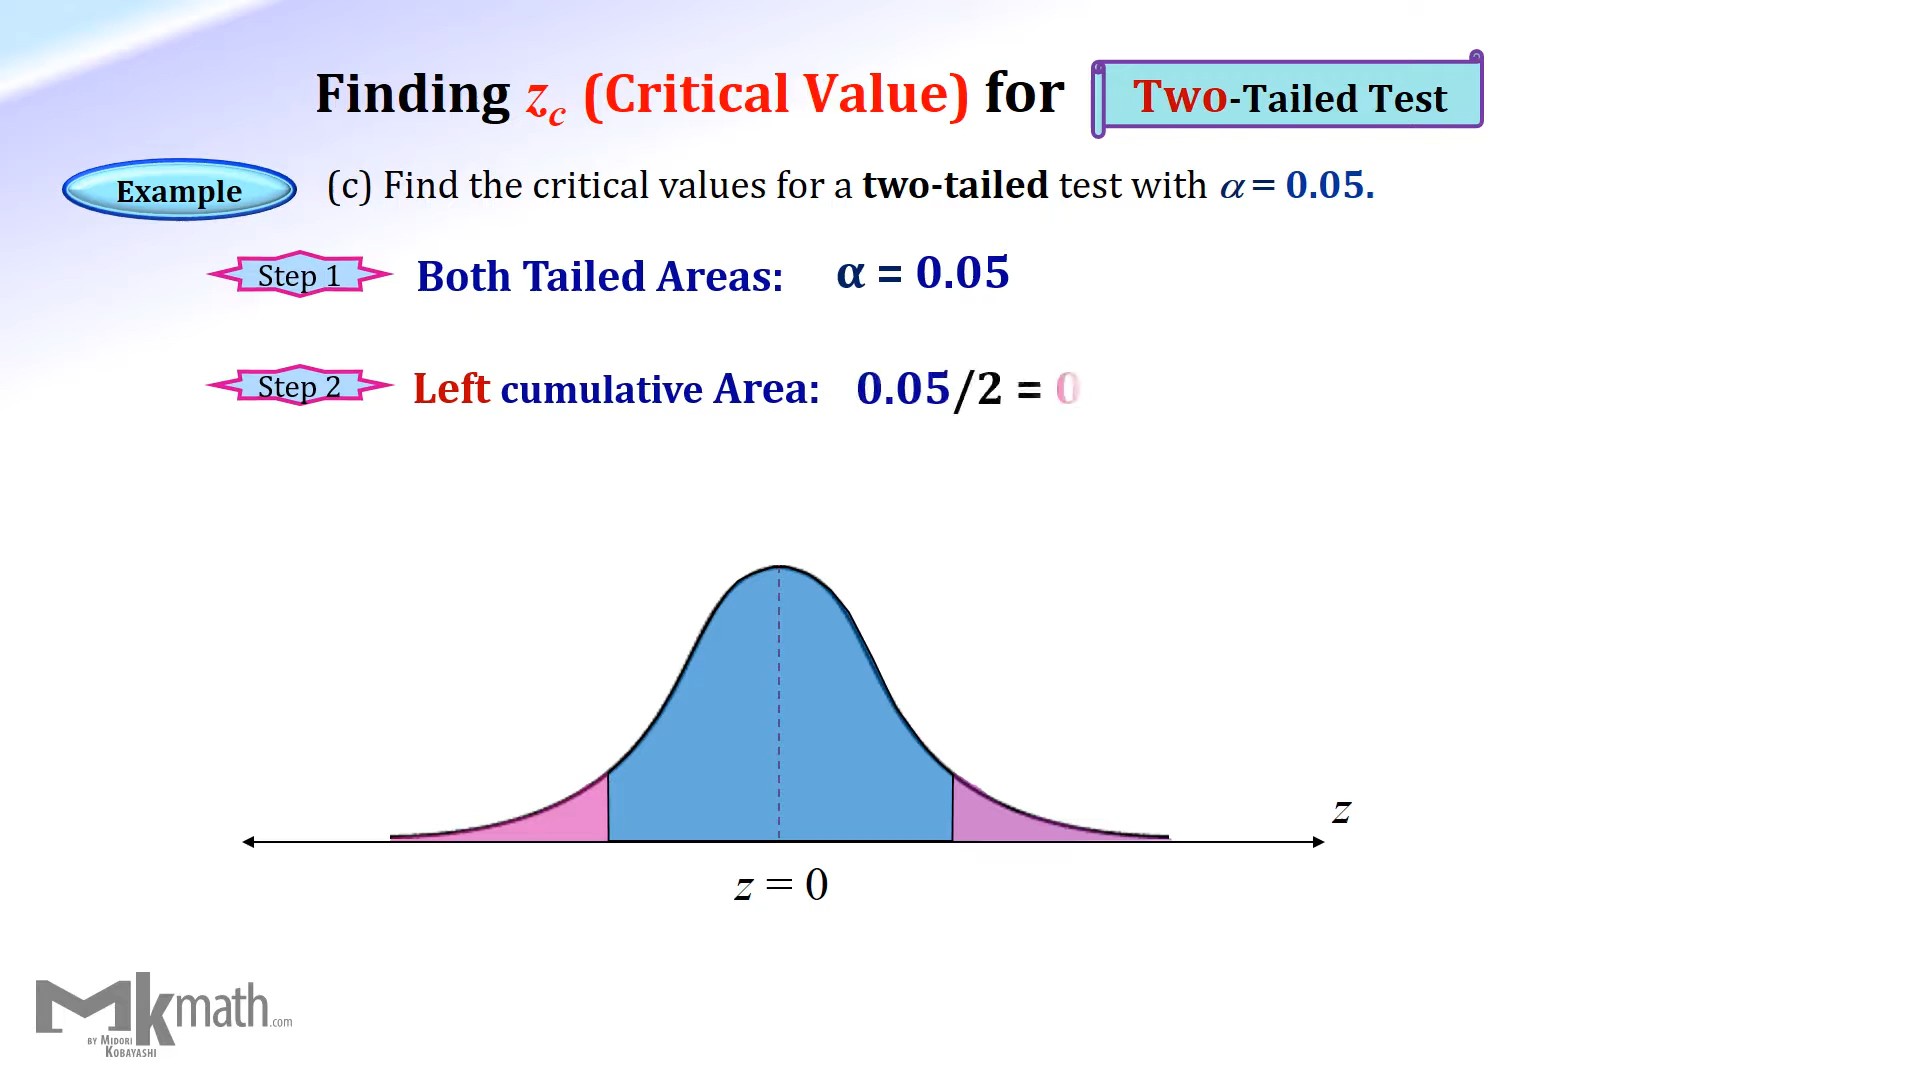 Finding z꜀ (Critical Value) for Two-Tailed Test
Example (c) Find the critical values for a two-tailed test with α = 0.05.
Step 1 Both Tailed Areas: α = 0.05
Step 2 Left cumulative Area: 0.05/2 = 0
z
z = 0
Mkmath.com
BY MIDORI
KOBAYASHI